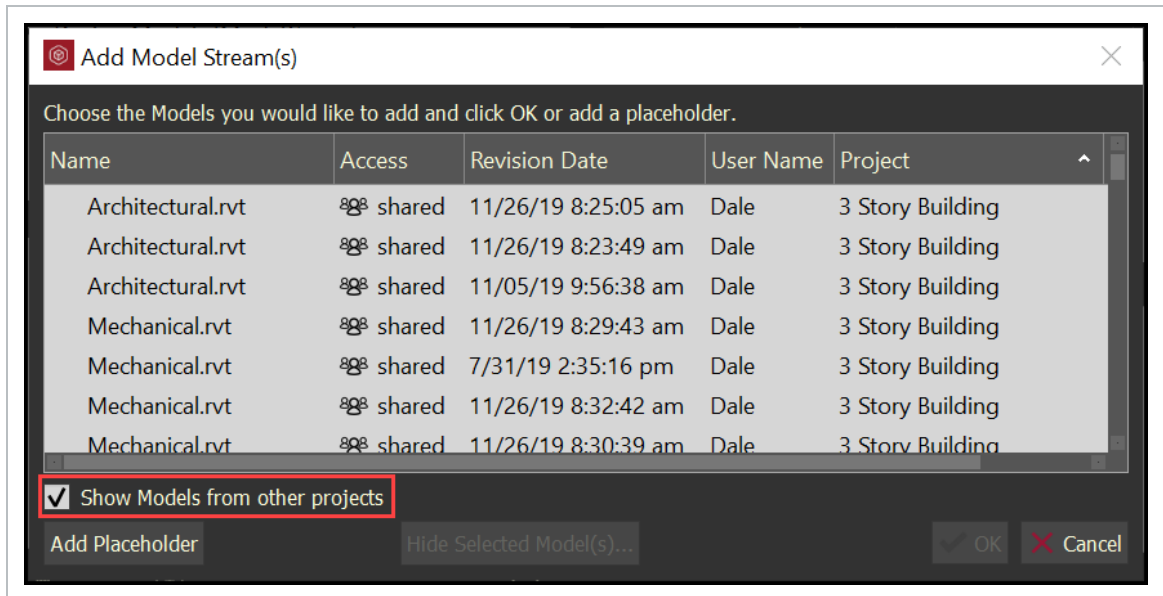 Add Model Stream(s)
Choose the Models you would like to add and click OK or add a placeholder.
Name Access Revision Date User Name Project
Architectural.rvt shared 11/26/19 8:25:05 am Dale 3 Story Building
Architectural.rvt shared 11/26/19 8:23:49 am Dale 3 Story Building
Architectural.rvt shared 11/05/19 9:56:38 am Dale 3 Story Building
Mechanical.rvt shared 11/26/19 8:29:43 am Dale 3 Story Building
Mechanical.rvt shared 7/31/19 2:35:16 pm Dale 3 Story Building
Mechanical.rvt shared 11/26/19 8:32:42 am Dale 3 Story Building
Mechanical.rvt shared 11/26/19 8:30:39 am Dale 3 Story Building
Show Models from other projects
Add Placeholder Hide Selected Model(s)... OK Cancel